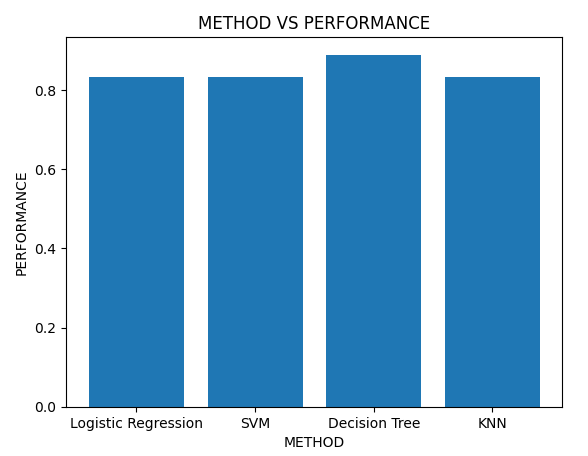 METHOD VS PERFORMANCE
PERFORMANCE
0.8
0.6
0.4
0.2
0.0
Logistic Regression SVM Decision Tree KNN
METHOD